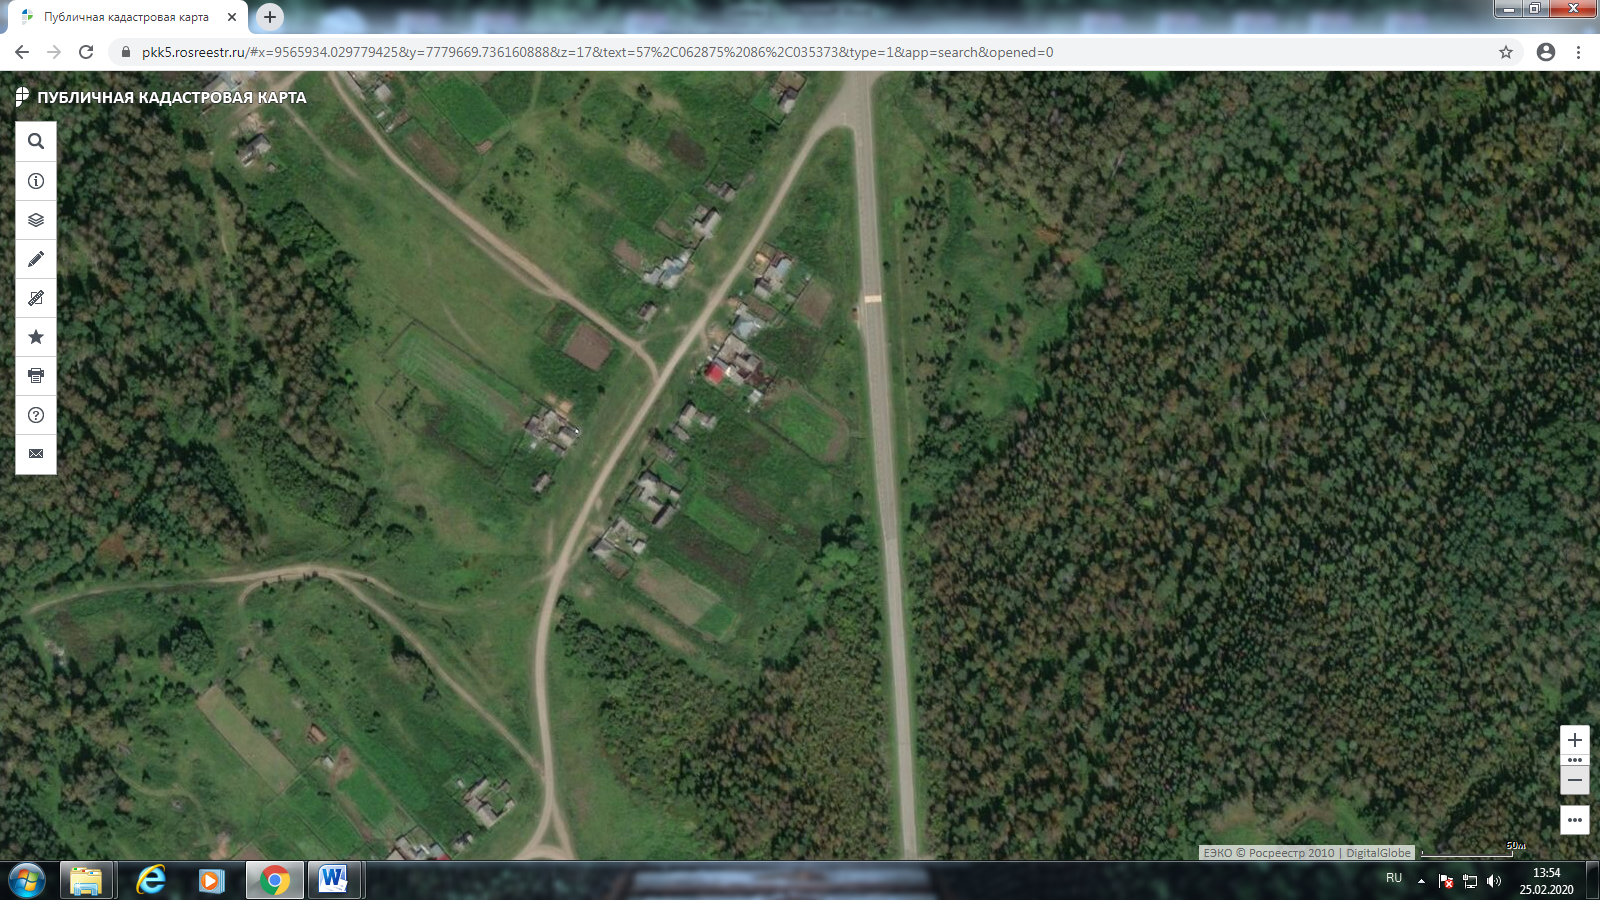 Публичная кадастровая карта
pkk5.rosreestr.ru/#x=9565934.029779425&y=7779669.736160888&z=17&text=57%2C062875%2086%2C035373&type=1&app=search&opened=0
ПУБЛИЧНАЯ КАДАСТРОВАЯ КАРТА
50м
ЕЭКО © Росреестр 2010 | DigitalGlobe
RU
13:54
25.02.2020